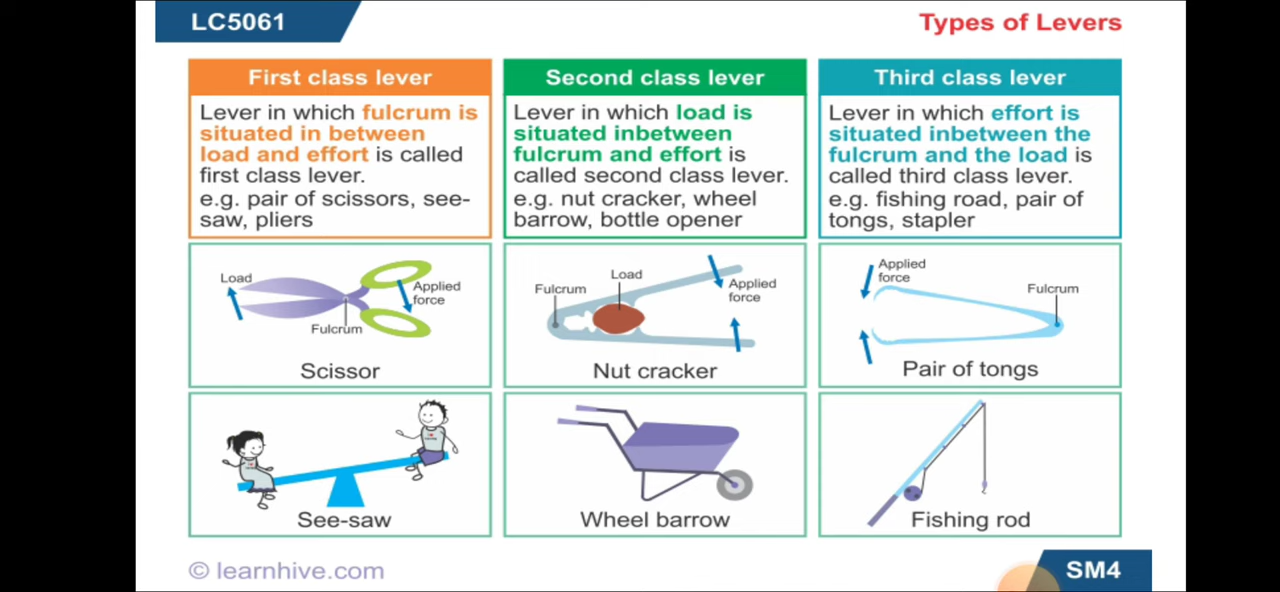 LC5061
Types of Levers
First class lever
Lever in which fulcrum is
situated in between
load and effort is called
first class lever.
e.g. pair of scissors, see-
saw, pliers
Second class lever
Lever in which load is
situated inbetween
fulcrum and effort is
called second class lever.
e.g. nut cracker, wheel
barrow, bottle opener
Third class lever
Lever in which effort is
situated inbetween the
fulcrum and the load is
called third class lever.
e.g. fishing road, pair of
tongs, stapler
Load
Applied
force
Fulcrum
Scissor
Fulcrum
Load
Applied
force
Nut cracker
Applied
force
Fulcrum
Pair of tongs
See-saw
Wheel barrow
Fishing rod
© learnhive.com
SM4